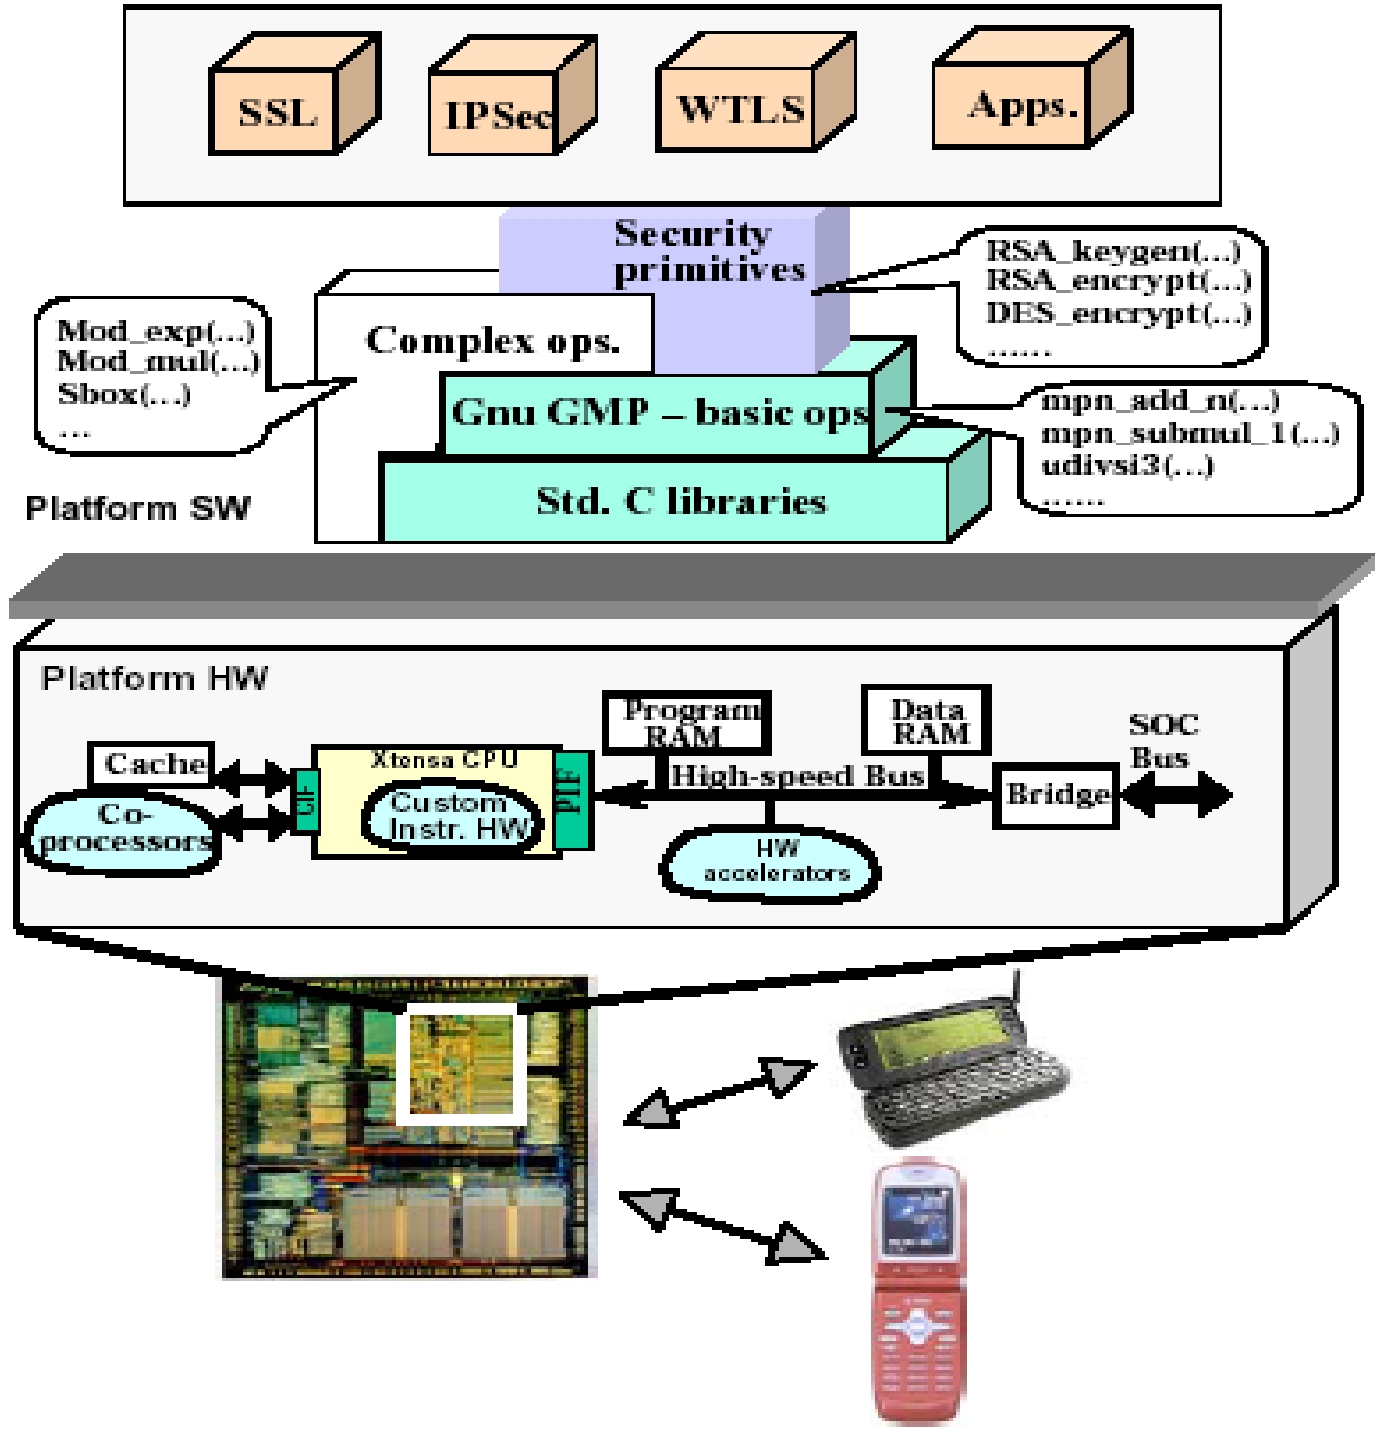 SSL
IPSec
WTLS
Apps.
Security
primitives
RSA_keygen(...)
RSA_encrypt(...)
DES_encrypt(...)
......
Mod_exp(...)
Mod_mul(...)
Sbox(...)
...
Complex ops.
Gnu GMP – basic ops
mpn_add_n(...)
mpn_submul_1(...)
udivsi3(...)
......
Std. C libraries
Platform SW
Platform HW
Program
RAM
Data
RAM
SOC
Bus
Cache
Xtensa CPU
PIF
High-speed Bus
Bridge
Custom
Instr. HW
Co-
processors
HW
accelerators